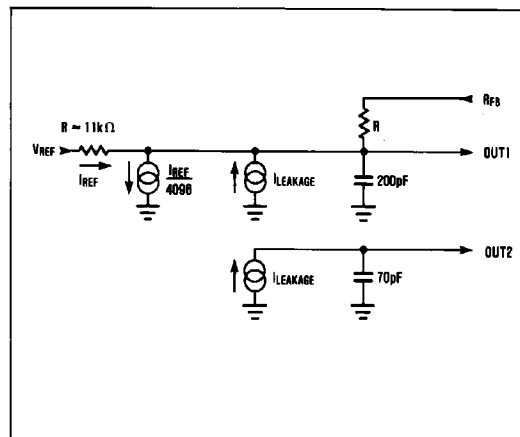 R ≈ 11kΩ
VREF
IREF
IREF
4096
ILEAKAGE
R
RFB
OUT1
200pF
ILEAKAGE
OUT2
70pF